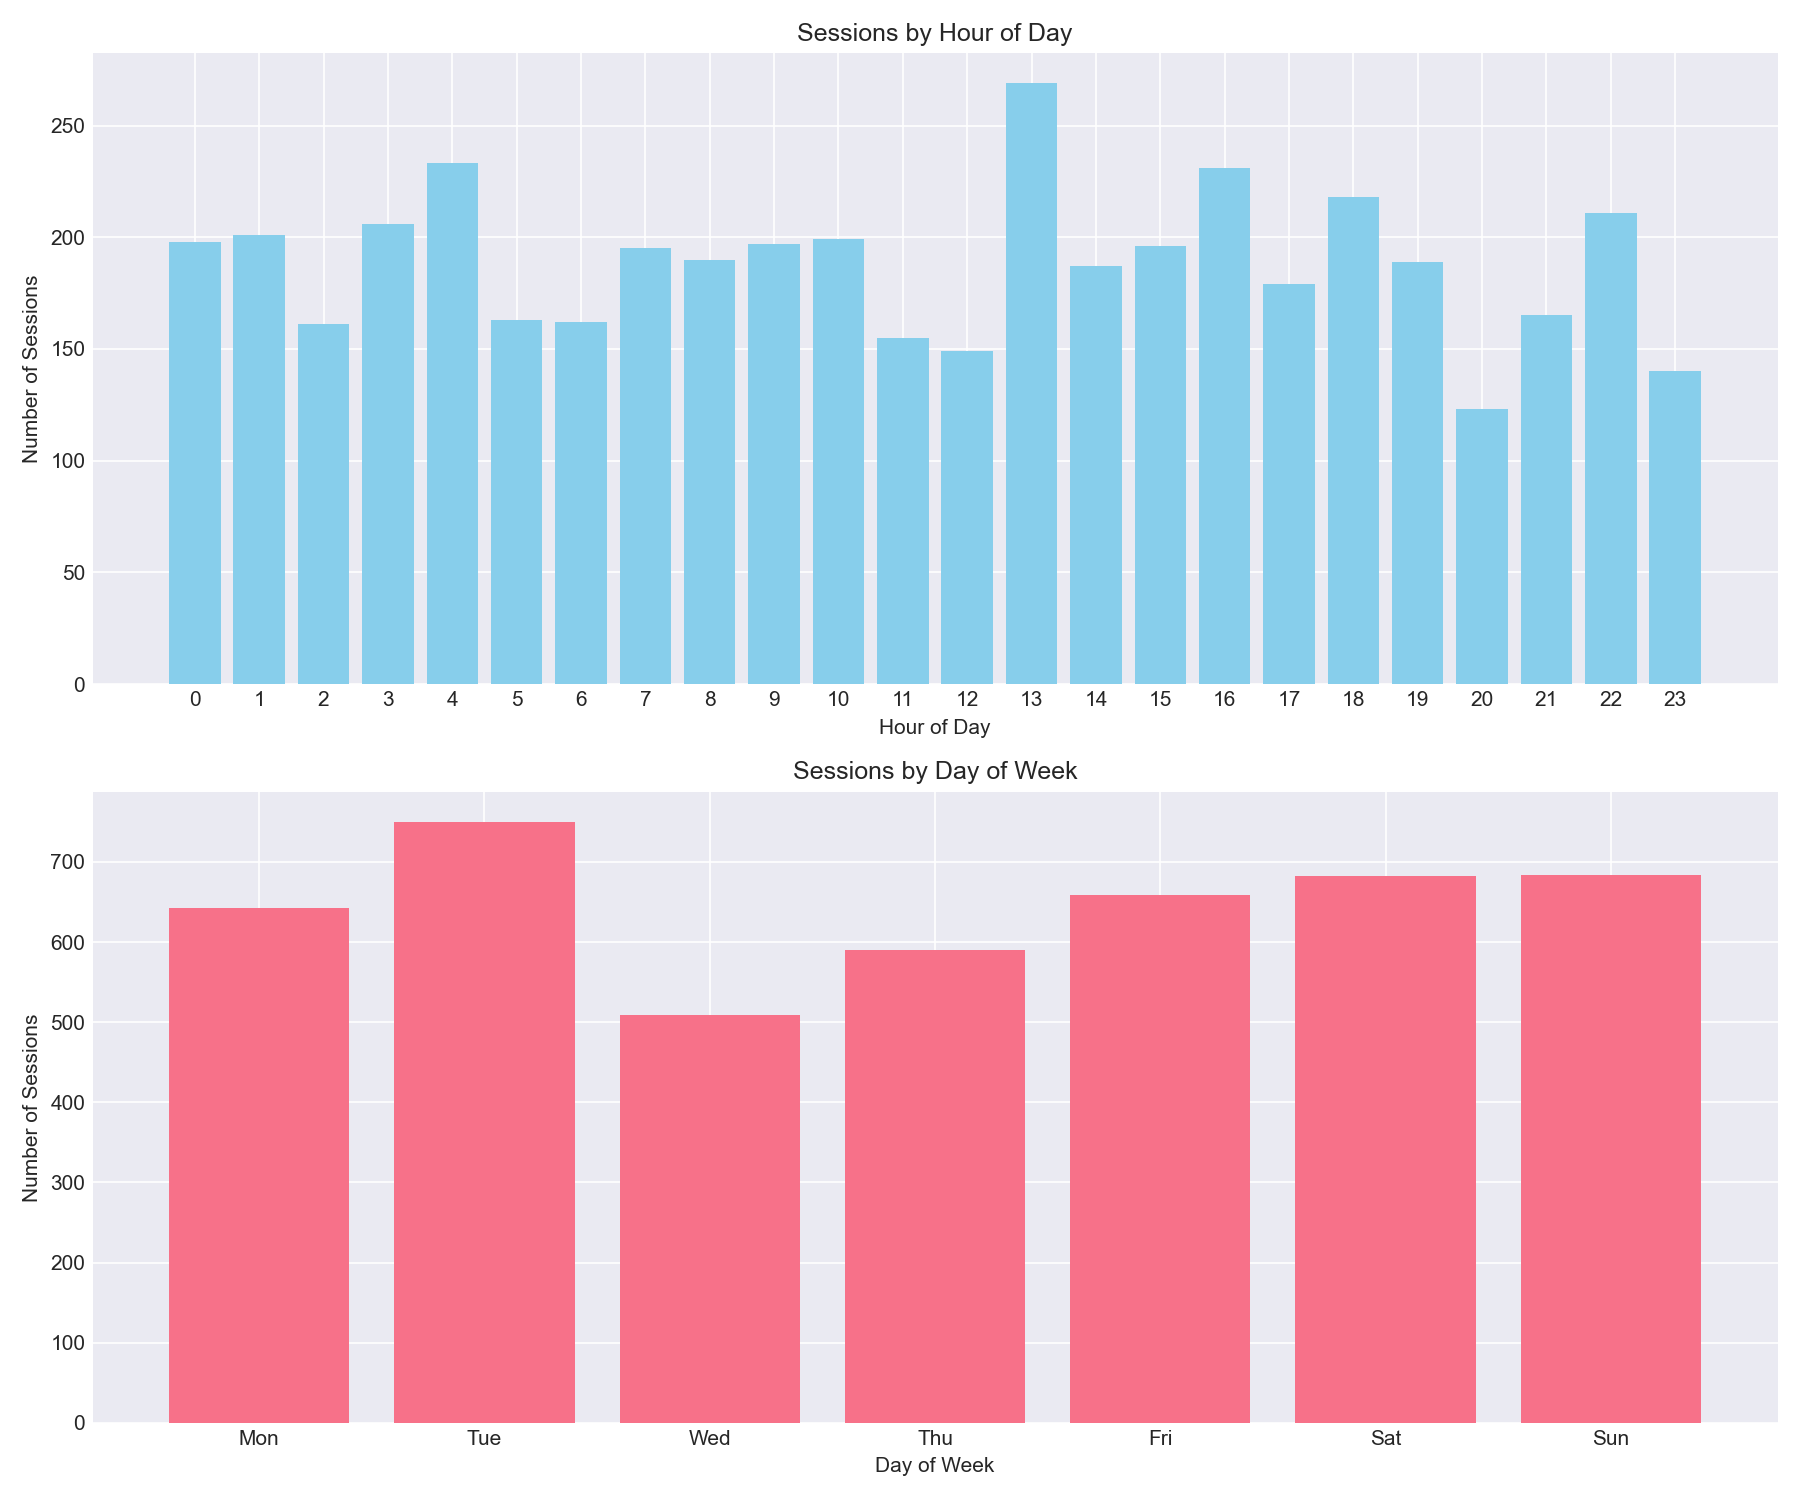 Sessions by Hour of Day
250
200
150
100
50
0
Number of Sessions
0 1 2 3 4 5 6 7 8 9 10 11 12 13 14 15 16 17 18 19 20 21 22 23
Hour of Day
Sessions by Day of Week
700
600
500
400
300
200
100
0
Number of Sessions
Mon Tue Wed Thu Fri Sat Sun
Day of Week